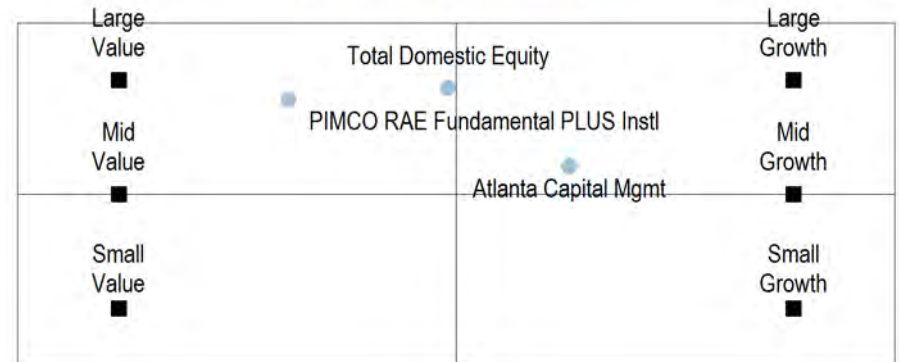 Large
Value
Large
Growth
Total Domestic Equity
PIMCO RAE Fundamental PLUS Instl
Mid
Value
Mid
Growth
Atlanta Capital Mgmt
Small
Value
Small
Growth